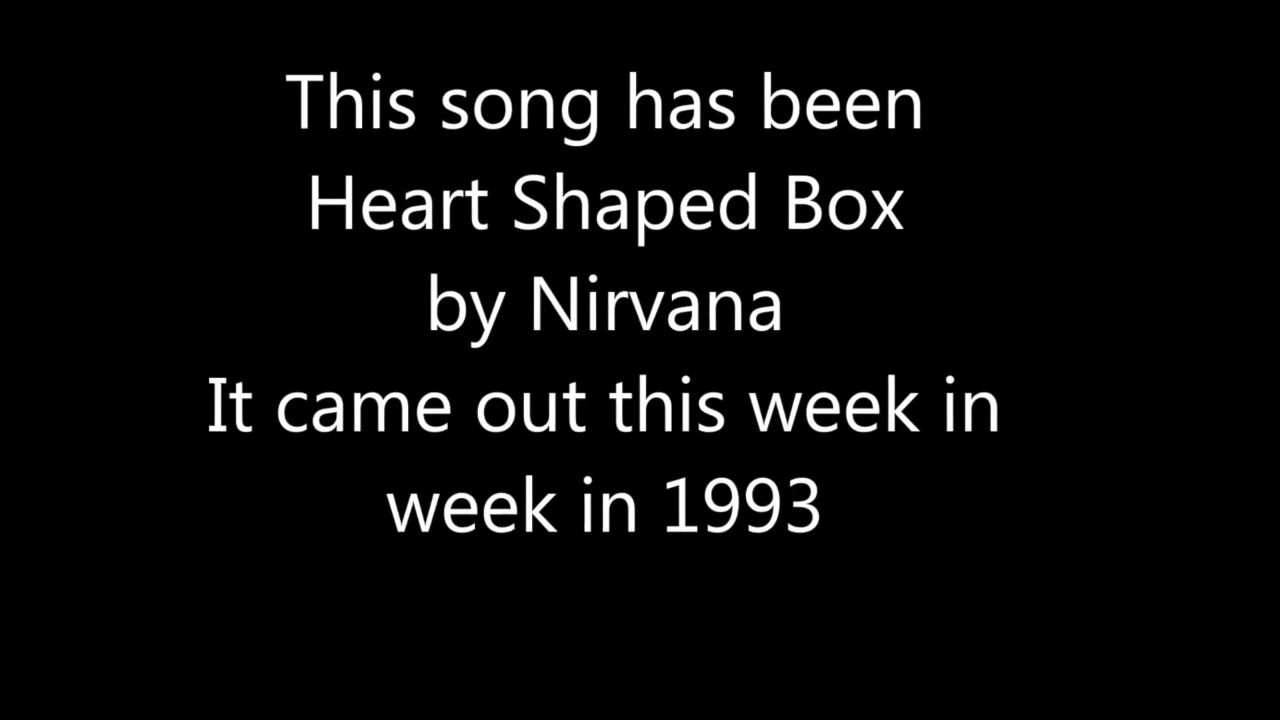 This song has been
Heart Shaped Box
by Nirvana
It came out this week in
week in 1993